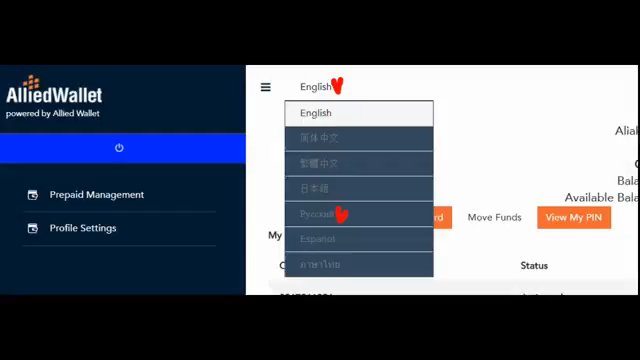 AlliedWallet
powered by Allied Wallet
Prepaid Management
Profile Settings
English
English
简体中文
繁體中文
日本語
Русский
Español
ภาษาไทย
Move Funds
View My PIN
My
Status
Bala
Available Bala